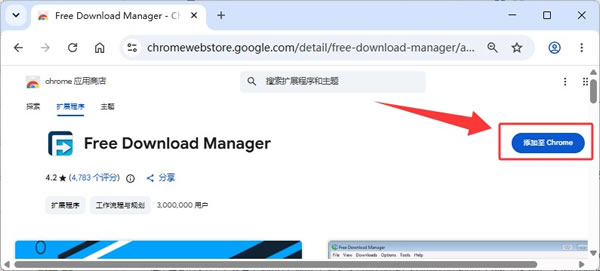 Free Download Manager - Ch
chromewebstore.google.com/detail/free-download-manager/a...
chrome 应用商店
搜索扩展程序和主题
探索 扩展程序 主题
Free Download Manager
添加至 Chrome
4.2 ★ (4,783 个评分) 分享
扩展程序 工作流程与规划 3,000,000 用户
Free Download Manager
File View Downloads Options Tools Help